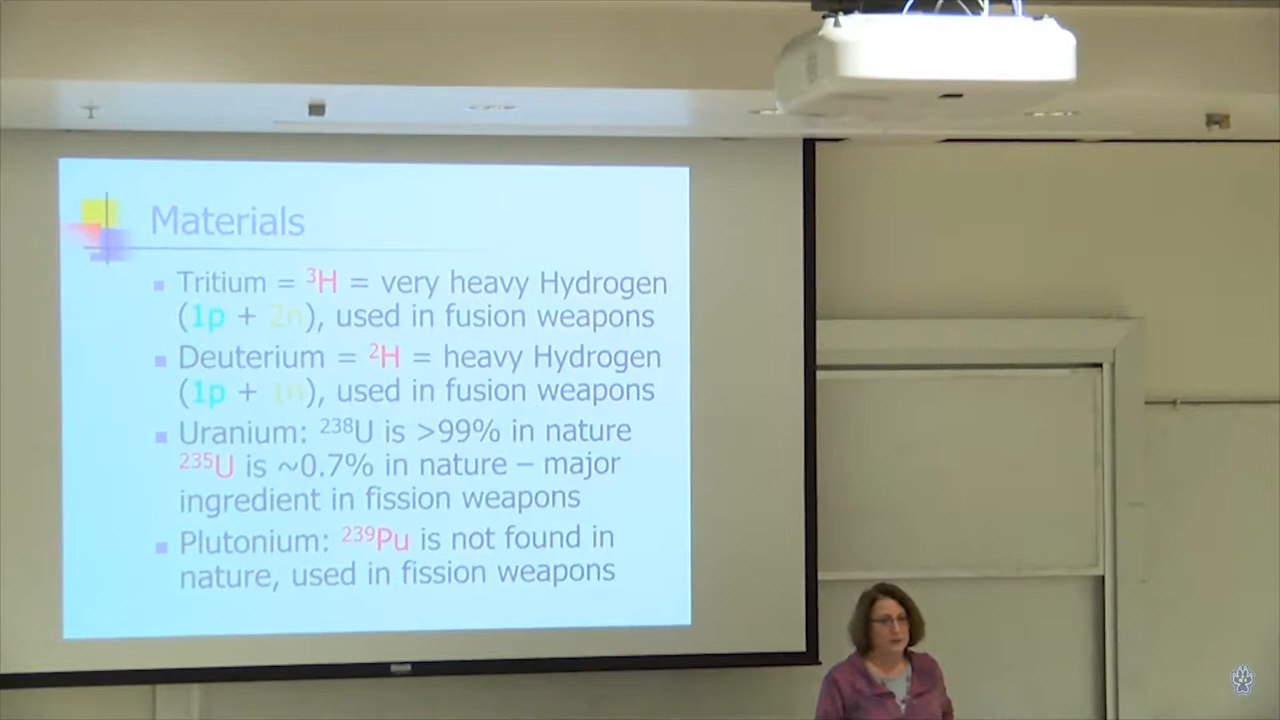 Materials
Tritium = ³H = very heavy Hydrogen
(1p + 2n), used in fusion weapons
Deuterium = ²H = heavy Hydrogen
(1p + 1n), used in fusion weapons
Uranium: ²³⁸U is >99% in nature
²³⁵U is ~0.7% in nature – major
ingredient in fission weapons
Plutonium: ²³⁹Pu is not found in
nature, used in fission weapons